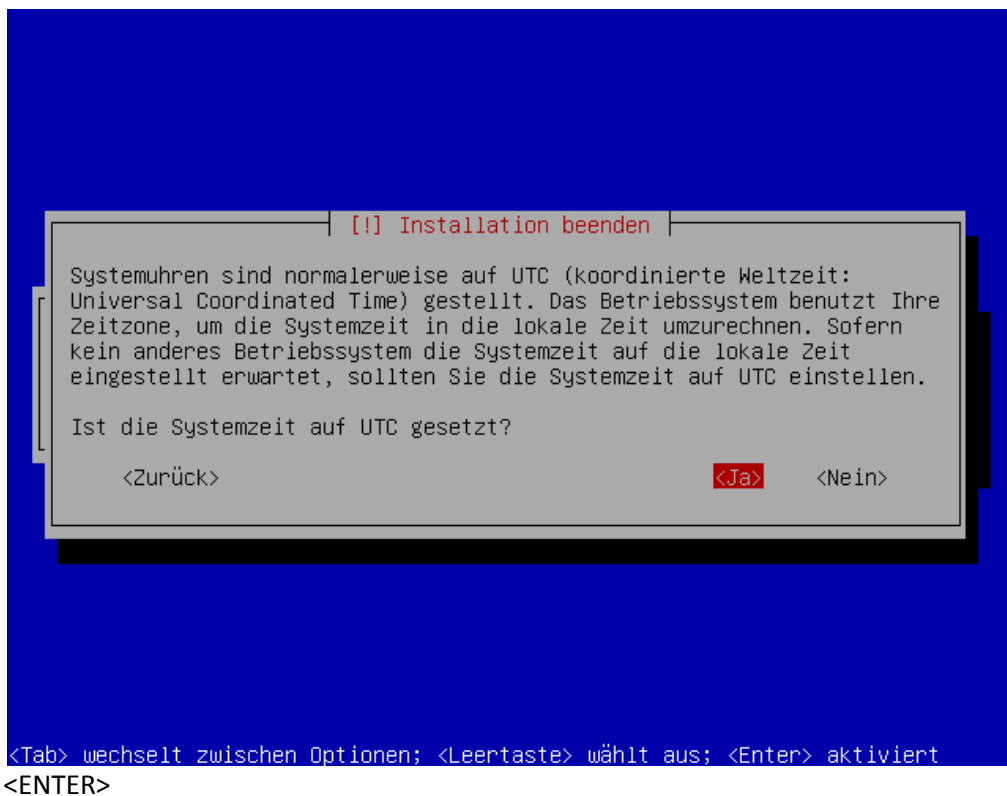 [!] Installation beenden
Systemuhren sind normalerweise auf UTC (koordinierte Weltzeit:
Universal Coordinated Time) gestellt. Das Betriebssystem benutzt Ihre
Zeitzone, um die Systemzeit in die lokale Zeit umzurechnen. Sofern
kein anderes Betriebssystem die Systemzeit auf die lokale Zeit
eingestellt erwartet, sollten Sie die Systemzeit auf UTC einstellen.
Ist die Systemzeit auf UTC gesetzt?
<Zurück> <Ja> <Nein>
<Tab> wechselt zwischen Optionen; <Leertaste> wählt aus; <Enter> aktiviert
<ENTER>